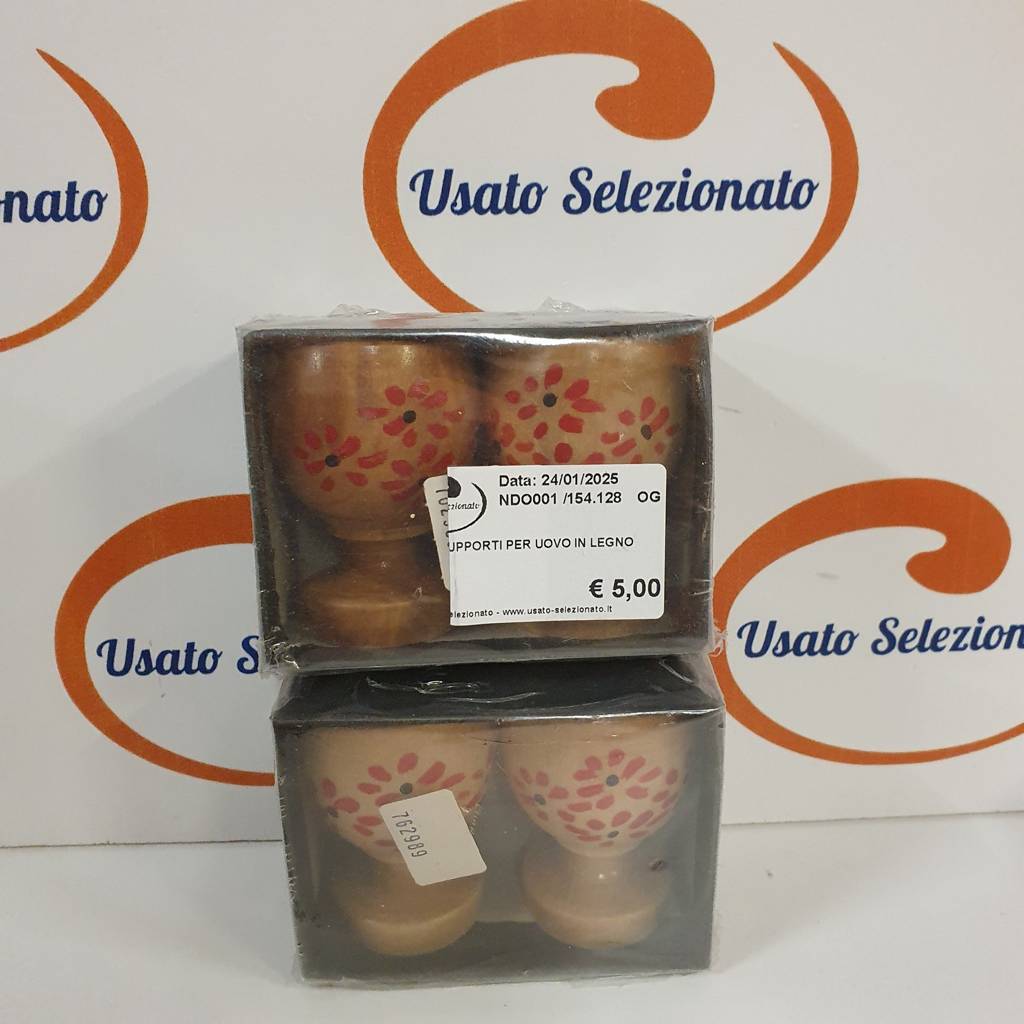 nato
Usato Selezionato
Data: 24/01/2025
NDO001 /154.128 OG
zionato
UPPORTI PER UOVO IN LEGNO
€ 5,00
elezionato - www.usato-selezionato.it
Usato S
Usato Selezion
762989